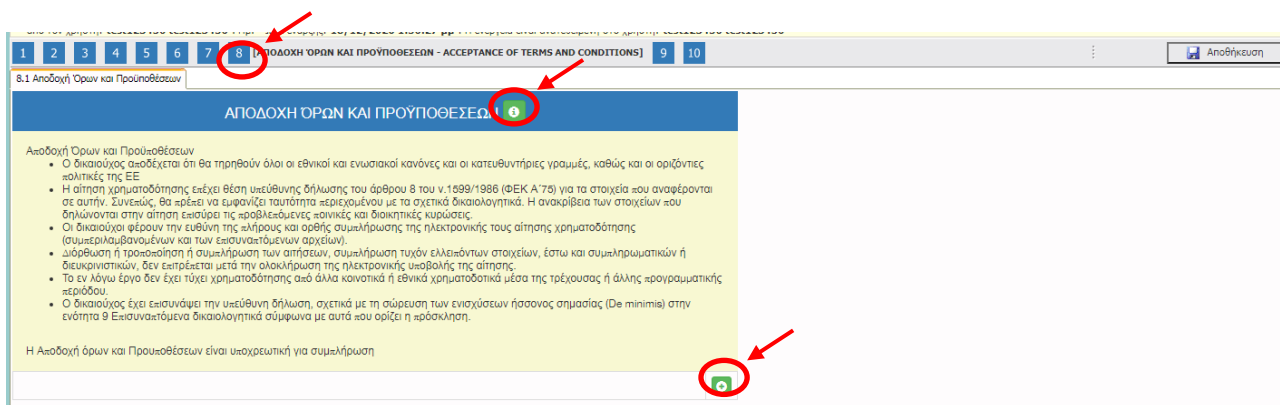 1 2 3 4 5 6 7 8 [ΑΠΟΔΟΧΗ ΌΡΩΝ ΚΑΙ ΠΡΟΫΠΟΘΕΣΕΩΝ - ACCEPTANCE OF TERMS AND CONDITIONS] 9 10 Αποθήκευση
8.1 Αποδοχή Όρων και Προϋποθέσεων
ΑΠΟΔΟΧΗ ΌΡΩΝ ΚΑΙ ΠΡΟΫΠΟΘΕΣΕΩΝ
Αποδοχή Όρων και Προϋποθέσεων
• Ο δικαιούχος αποδέχεται ότι θα τηρηθούν όλοι οι εθνικοί και ενωσιακοί κανόνες και οι κατευθυντήριες γραμμές, καθώς και οι οριζόντιες
πολιτικές της ΕΕ
• Η αίτηση χρηματοδότησης επέχει θέση υπεύθυνης δήλωσης του άρθρου 8 του ν.1599/1986 (ΦΕΚ Α΄75) για τα στοιχεία που αναφέρονται
σε αυτήν. Συνεπώς, θα πρέπει να εμφανίζει ταυτότητα περιεχομένου με τα σχετικά δικαιολογητικά. Η ανακρίβεια των στοιχείων που
δηλώνονται στην αίτηση επισύρει τις προβλεπόμενες ποινικές και διοικητικές κυρώσεις.
• Οι δικαιούχοι φέρουν την ευθύνη της πλήρους και ορθής συμπλήρωσης της ηλεκτρονικής τους αίτησης χρηματοδότησης
(συμπεριλαμβανομένων και των επισυναπτόμενων αρχείων).
• Διόρθωση ή τροποποίηση ή συμπλήρωση των αιτήσεων, συμπλήρωση τυχόν ελλειπόντων στοιχείων, έστω και συμπληρωματικών ή
διευκρινιστικών, δεν επιτρέπεται μετά την ολοκλήρωση της ηλεκτρονικής υποβολής της αίτησης.
• Το εν λόγω έργο δεν έχει τύχει χρηματοδότησης από άλλα κοινοτικά ή εθνικά χρηματοδοτικά μέσα της τρέχουσας ή άλλης προγραμματικής
περιόδου.
• Ο δικαιούχος έχει επισυνάψει την υπεύθυνη δήλωση, σχετικά με τη σώρευση των ενισχύσεων ήσσονος σημασίας (De minimis) στην
ενότητα 9 Επισυναπτόμενα δικαιολογητικά σύμφωνα με αυτά που ορίζει η πρόσκληση.
Η Αποδοχή όρων και Προυποθέσεων είναι υποχρεωτική για συμπλήρωση